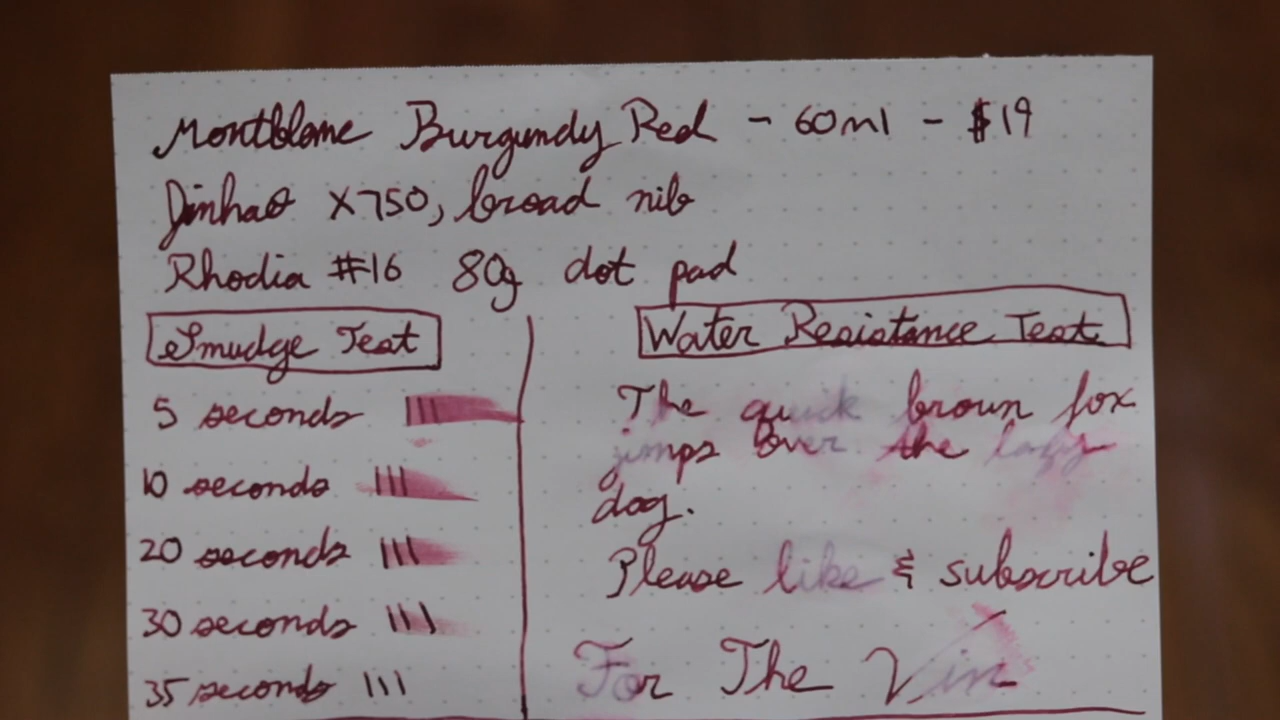 Montblanc Burgundy Red - 60ml - $19
Jinhao X750, broad nib
Rhodia #16 80g dot pad
Smudge Test
5 seconds
10 seconds
20 seconds
30 seconds
35 seconds
Water Resistance Test
The quick brown fox
jumps over the lazy
dog.
Please like & subscribe
For The Vin